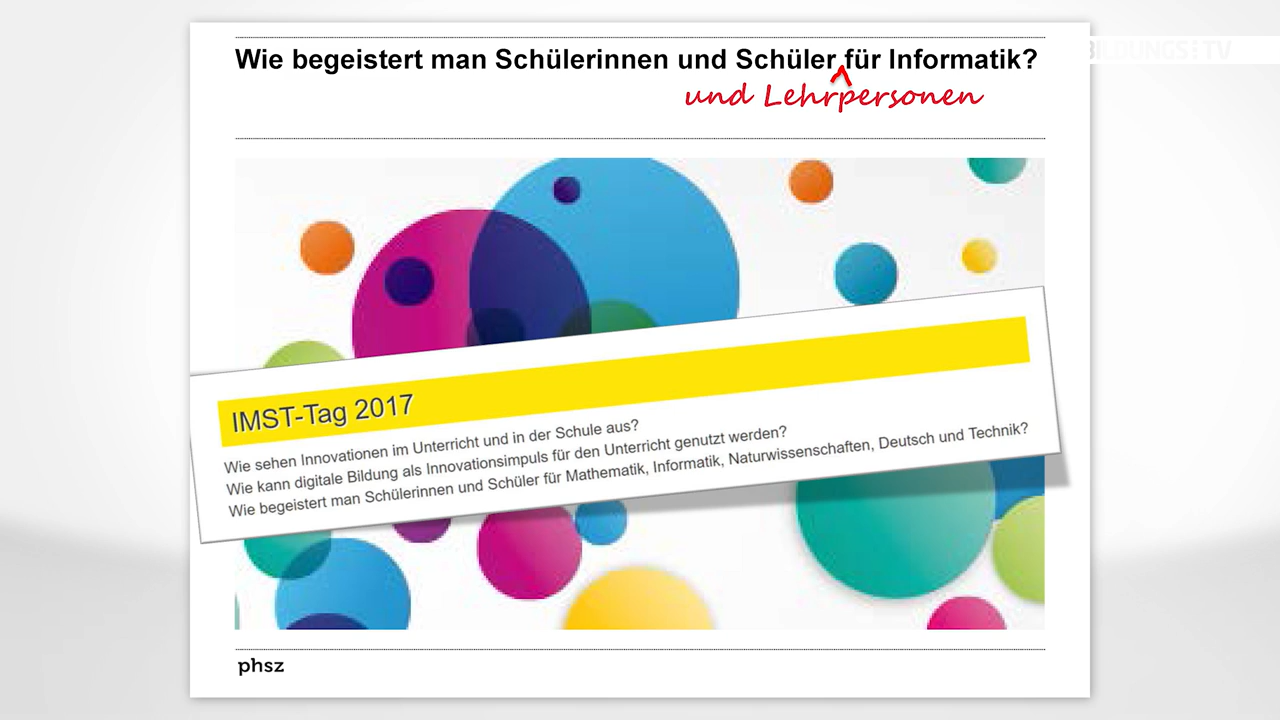 Wie begeistert man Schülerinnen und Schüler für Informatik?
und Lehrpersonen
BILDUNGS:TV
IMST-Tag 2017
Wie sehen Innovationen im Unterricht und in der Schule aus?
Wie kann digitale Bildung als Innovationsimpuls für den Unterricht genutzt werden?
Wie begeistert man Schülerinnen und Schüler für Mathematik, Informatik, Naturwissenschaften, Deutsch und Technik?
phsz